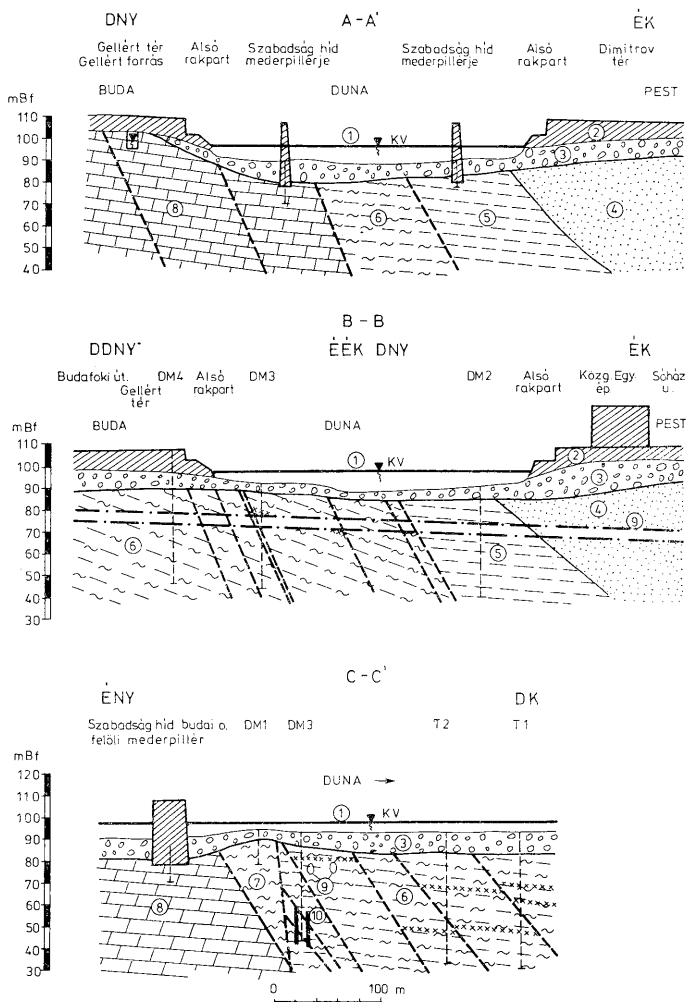 DNY A-A' ÉK
Gellért tér Alsó Szabadság híd Szabadság híd Alsó Dimitrov
Gellért forrás rakpart mederpillérje mederpillérje rakpart tér
BUDA DUNA PEST
mBf
110
100
90
80
70
60
50
40
1 KV 2
3
8 6 5 4
B-B
DDNY ÉÉK DNY ÉK
Budafoki út. DM4 Alsó DM3 DM2 Alsó Közg. Egy. Sóház
Gellért rakpart rakpart ép u.
tér
BUDA DUNA PEST
mBf
110
100
90
80
70
60
50
40
30
1 KV 2
3
4 9
6 5
C-C'
ÉNY DK
Szabadság híd budai o. DM1 DM3 T2 T1
felöli mederpillér
mBf
DUNA →
120
110
100
90
80
70
60
50
40
30
1 KV
3
7 9 6
8 10
0 100 m